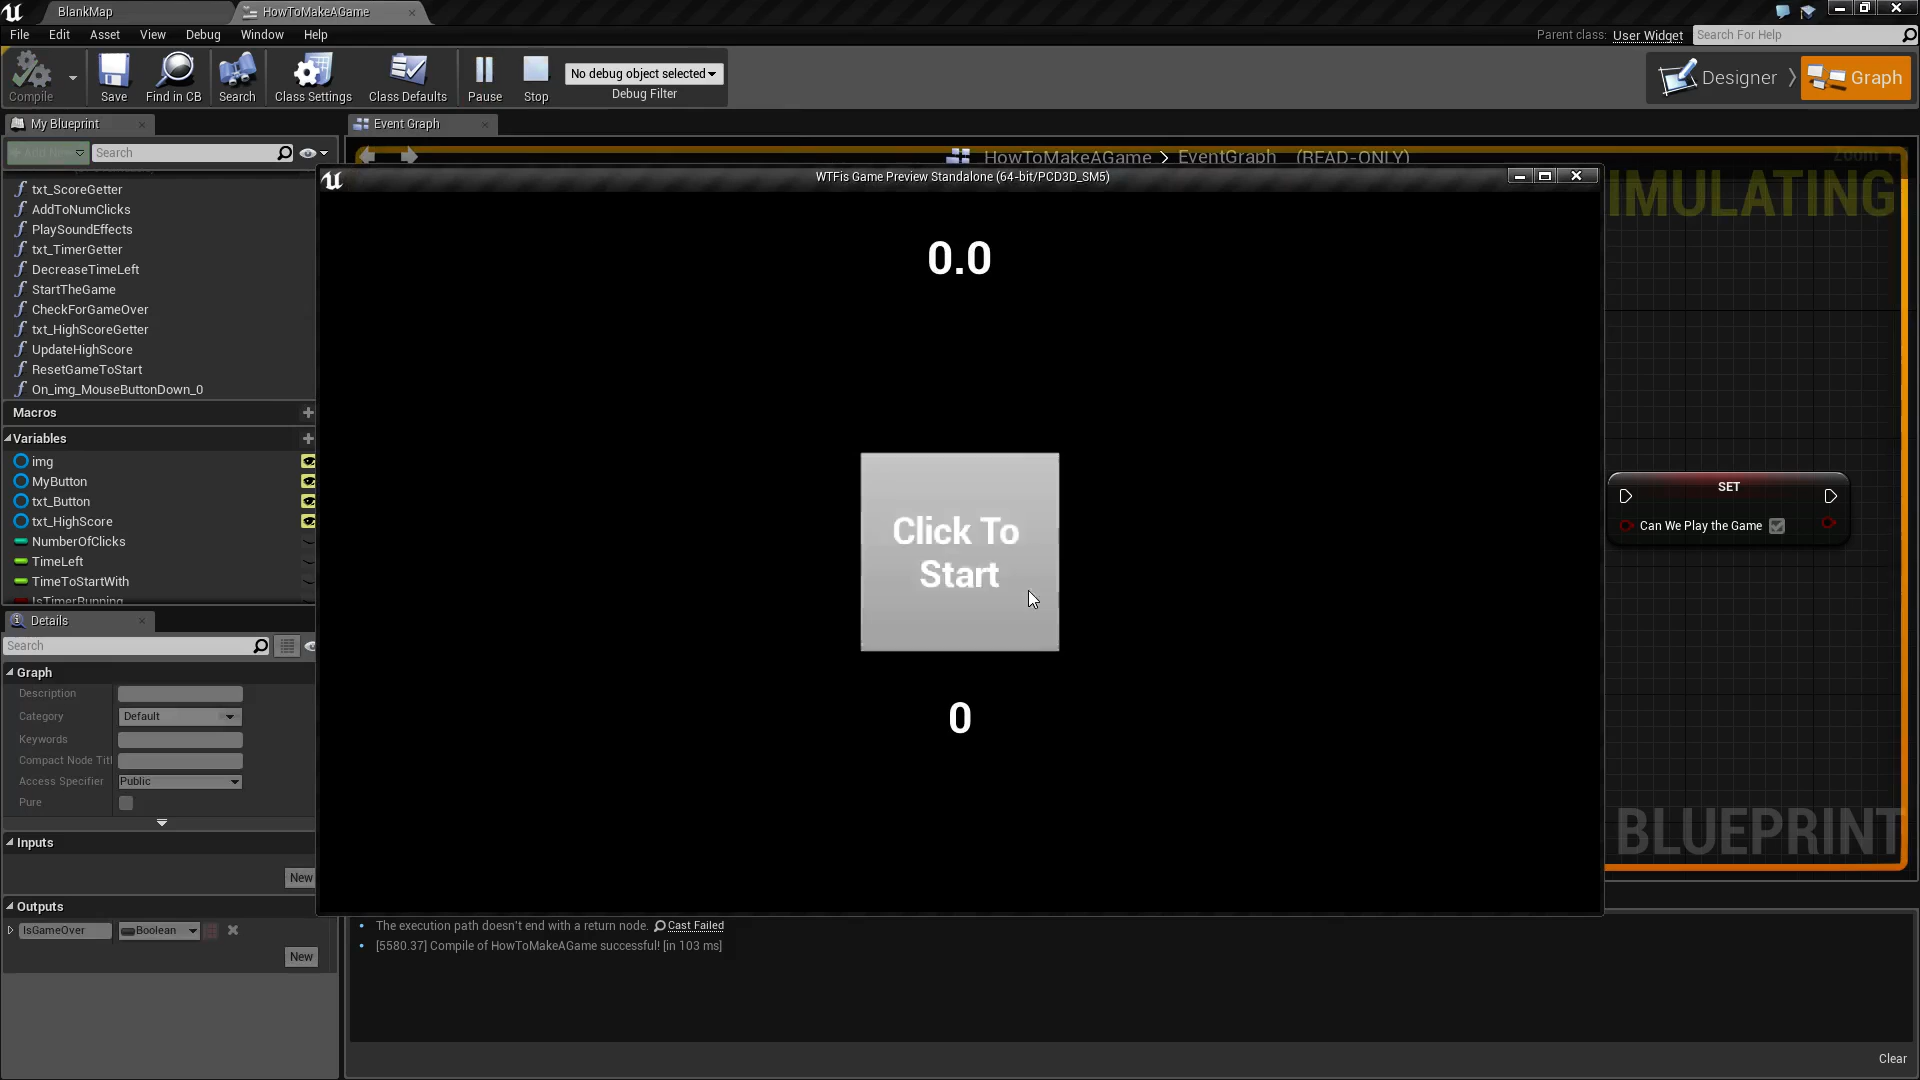 BlankMap
HowToMakeAGame
File Edit Asset View Debug Window Help
Parent class: User Widget
Search For Help
Compile
Save
Find in CB
Search
Class Settings
Class Defaults
Pause
Stop
No debug object selected
Debug Filter
Designer
Graph
My Blueprint
Event Graph
Search
HowToMakeAGame > EventGraph (READ-ONLY)
WTFis Game Preview Standalone (64-bit/PCD3D_SM5)
IMULATING
txt_ScoreGetter
AddToNumClicks
PlaySoundEffects
txt_TimerGetter
DecreaseTimeLeft
StartTheGame
CheckForGameOver
txt_HighScoreGetter
UpdateHighScore
ResetGameToStart
On_img_MouseButtonDown_0
Macros
Variables
img
MyButton
txt_Button
txt_HighScore
NumberOfClicks
TimeLeft
TimeToStartWith
IsTimerRunning
0.0
Click To
Start
0
SET
Can We Play the Game
BLUEPRINT
Details
Search
Graph
Description
Category Default
Keywords
Compact Node Titl
Access Specifier Public
Pure
Inputs
New
Outputs
IsGameOver Boolean
New
The execution path doesn't end with a return node. Cast Failed
[5580.37] Compile of HowToMakeAGame successful! [in 103 ms]
Clear